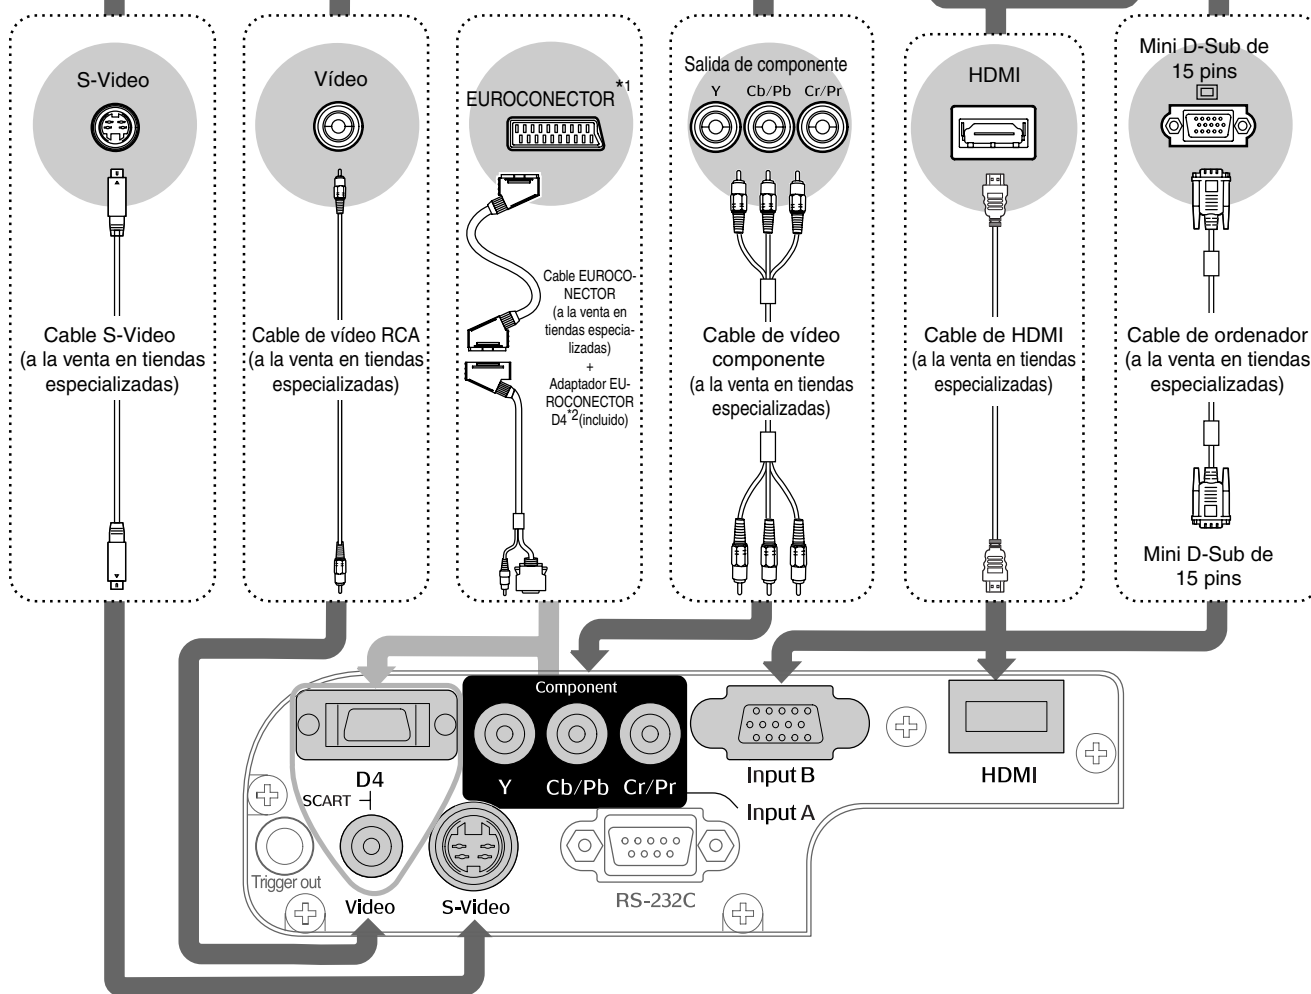 S-Video
Cable S-Video
(a la venta en tiendas
especializadas)
Vídeo
Cable de vídeo RCA
(a la venta en tiendas
especializadas)
EUROCONECTOR*1
Cable EUROCO-
NECTOR
(a la venta en
tiendas especia-
lizadas)
+
Adaptador EU-
ROCONECTOR
D4*2(incluido)
Salida de componente
Y Cb/Pb Cr/Pr
Cable de vídeo
componente
(a la venta en tiendas
especializadas)
HDMI
Cable de HDMI
(a la venta en tiendas
especializadas)
Mini D-Sub de
15 pins
Cable de ordenador
(a la venta en tiendas
especializadas)
Mini D-Sub de
15 pins
Component
Y Cb/Pb Cr/Pr
D4
SCART
Input B
Input A
HDMI
Trigger out
Video
S-Video
RS-232C